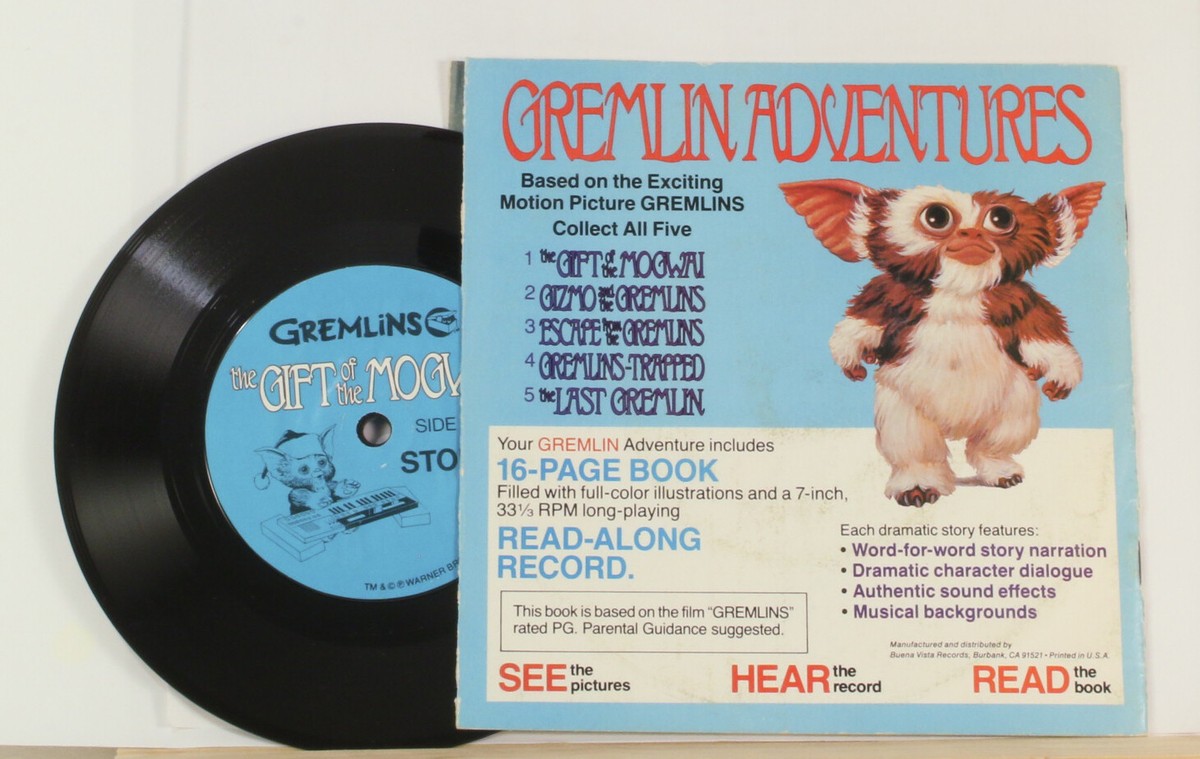 GREMLIN ADVENTURES
Based on the Exciting
Motion Picture GREMLINS
Collect All Five
1 the GIFT of the MOGWAI
2 GIZMO and the GREMLINS
3 ESCAPE from the GREMLINS
4 GREMLINS-TRAPPED
5 the LAST GREMLIN
Your GREMLIN Adventure includes
16-PAGE BOOK
Filled with full-color illustrations and a 7-inch,
33⅓ RPM long-playing
READ-ALONG
RECORD.
This book is based on the film “GREMLINS”
rated PG. Parental Guidance suggested.
Each dramatic story features:
• Word-for-word story narration
• Dramatic character dialogue
• Authentic sound effects
• Musical backgrounds
Manufactured and distributed by
Buena Vista Records, Burbank, CA 91521 • Printed in U.S.A.
SEE the pictures
HEAR the record
READ the book
GREMLiNS
the GIFT of the MOGW
SIDE
STO
TM & © ℗ WARNER BR